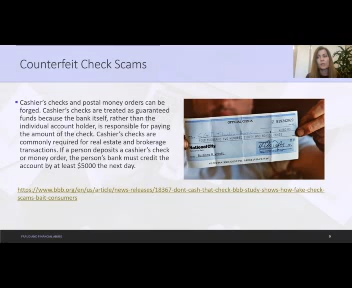 Counterfeit Check Scams
▪ Cashier's checks and postal money orders can be
forged. Cashier's checks are treated as guaranteed
funds because the bank itself, rather than the
individual account holder, is responsible for paying
the amount of the check. Cashier's checks are
commonly required for real estate and brokerage
transactions. If a person deposits a cashier's check
or money order, the person's bank must credit the
account by at least $5000 the next day.
OFFICIAL CHECK
NationalCity
https://www.bbb.org/en/us/article/news-releases/18367-dont-cash-that-check-bbb-study-shows-how-fake-check-
scams-bait-consumers